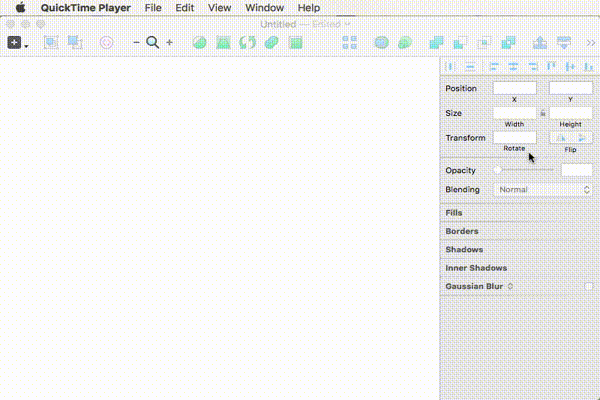 QuickTime Player File Edit View Window Help
Untitled — Edited
Position
X Y
Size
Width Height
Transform
Rotate Flip
Opacity
Blending Normal
Fills
Borders
Shadows
Inner Shadows
Gaussian Blur